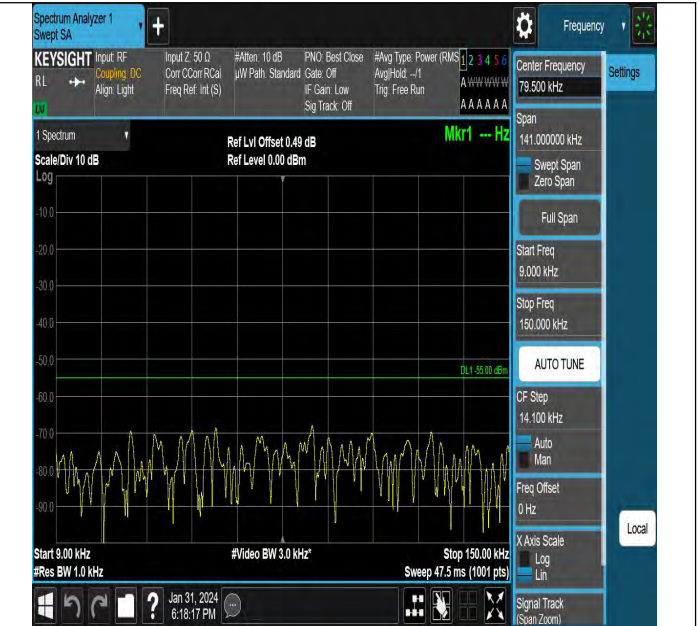 Spectrum Analyzer 1
Swept SA
+
Frequency
KEYSIGHT
Input: RF
Coupling: DC
Align: Light
Input Z: 50 Ω
Corr CCorr RCal
Freq Ref: Int (S)
#Atten: 10 dB
µW Path: Standard
PNO: Best Close
Gate: Off
IF Gain: Low
Sig Track: Off
#Avg Type: Power (RMS
Avg|Hold: --/1
Trig: Free Run
1 2 3 4 5 6
A W W W W W
A A A A A A
RL
Center Frequency
79.500 kHz
Settings
Span
141.000000 kHz
Swept Span
Zero Span
Full Span
Start Freq
9.000 kHz
Stop Freq
150.000 kHz
AUTO TUNE
CF Step
14.100 kHz
Auto
Man
Freq Offset
0 Hz
X Axis Scale
Log
Lin
Local
Signal Track
(Span Zoom)
1 Spectrum
Scale/Div 10 dB
Ref Lvl Offset 0.49 dB
Ref Level 0.00 dBm
Mkr1 --- Hz
Log
-10.0
-20.0
-30.0
-40.0
-50.0
DL1 -55.00 dBm
-60.0
-70.0
-80.0
-90.0
Start 9.00 kHz
#Video BW 3.0 kHz*
Stop 150.00 kHz
#Res BW 1.0 kHz
Sweep 47.5 ms (1001 pts)
?
Jan 31, 2024
6:18:17 PM